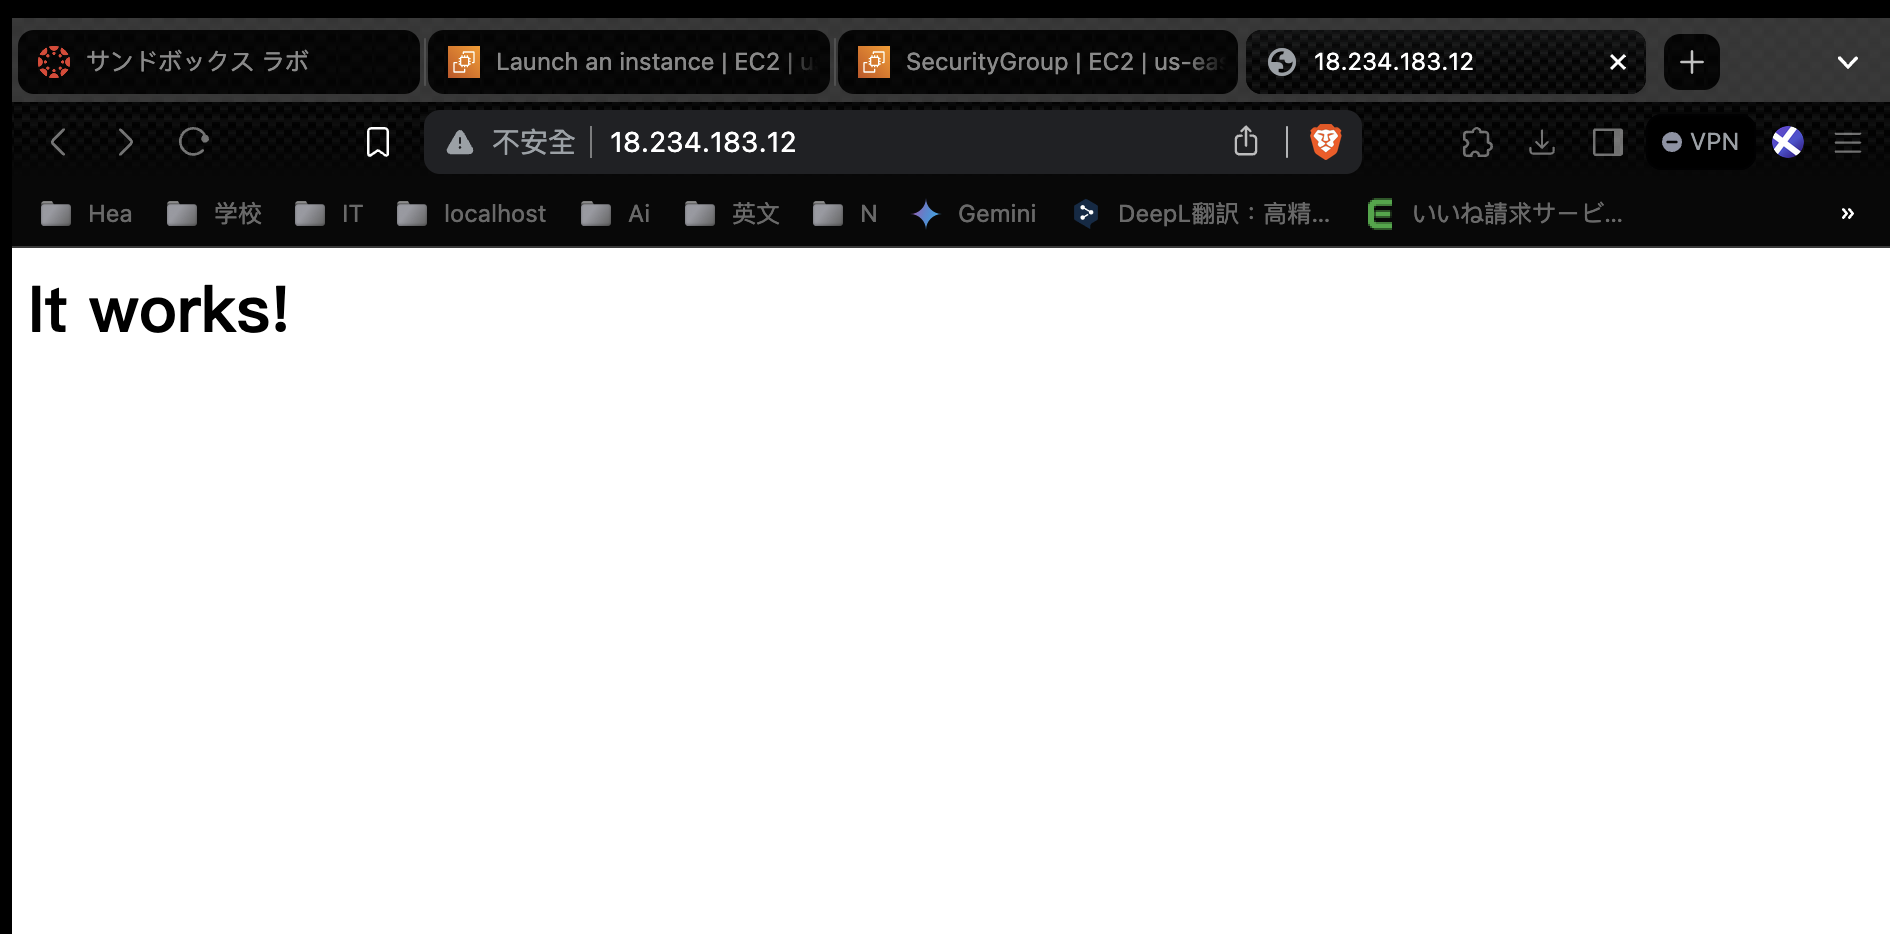 サンドボックス ラボ
Launch an instance | EC2 | u
SecurityGroup | EC2 | us-eas
18.234.183.12
不安全
18.234.183.12
VPN
Hea
学校
IT
localhost
Ai
英文
N
Gemini
DeepL翻訳：高精...
いいね請求サービ...
It works!